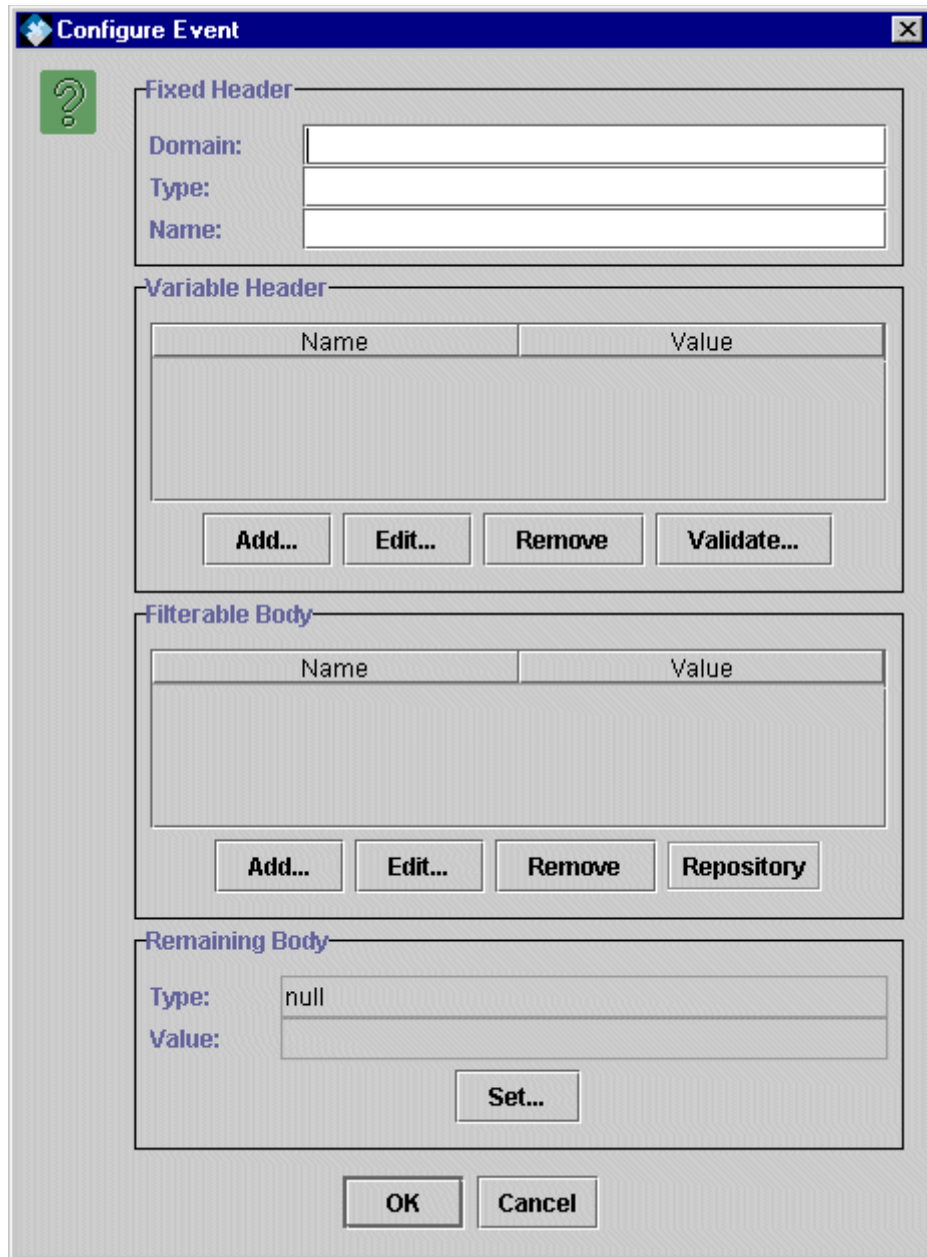 Configure Event
Fixed Header
Domain:
Type:
Name:
Variable Header
Name Value
Add... Edit... Remove Validate...
Filterable Body
Name Value
Add... Edit... Remove Repository
Remaining Body
Type: null
Value:
Set...
OK Cancel